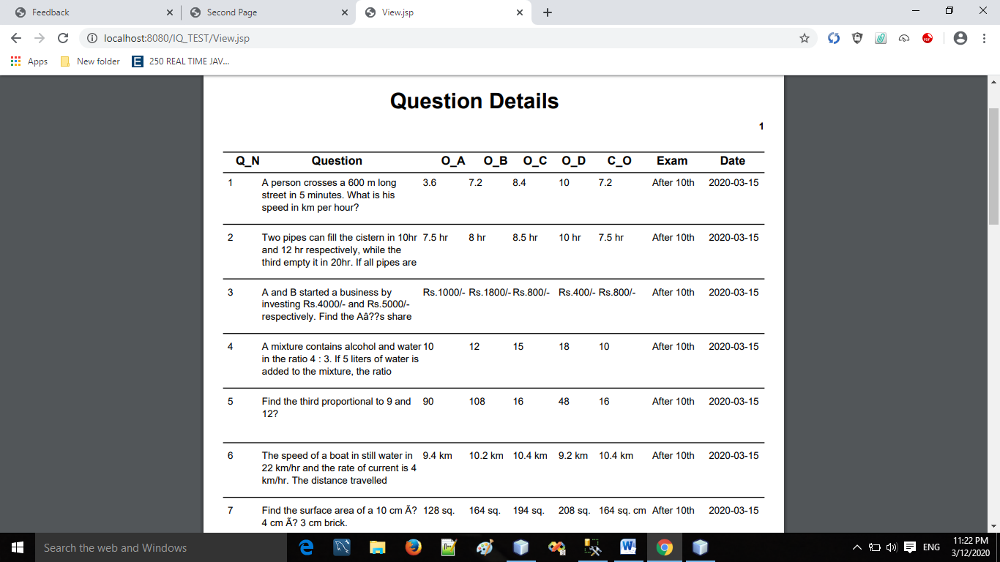 Feedback
Second Page
View.jsp
localhost:8080/IQ_TEST/View.jsp
Apps New folder E 250 REAL TIME JAV...
Question Details
1
Q_N Question O_A O_B O_C O_D C_O Exam Date
1 A person crosses a 600 m long 3.6 7.2 8.4 10 7.2 After 10th 2020-03-15
street in 5 minutes. What is his
speed in km per hour?
2 Two pipes can fill the cistern in 10hr 7.5 hr 8 hr 8.5 hr 10 hr 7.5 hr After 10th 2020-03-15
and 12 hr respectively, while the
third empty it in 20hr. If all pipes are
3 A and B started a business by Rs.1000/- Rs.1800/- Rs.800/- Rs.400/- Rs.800/- After 10th 2020-03-15
investing Rs.4000/- and Rs.5000/-
respectively. Find the Aâ??s share
4 A mixture contains alcohol and water 10 12 15 18 10 After 10th 2020-03-15
in the ratio 4 : 3. If 5 liters of water is
added to the mixture, the ratio
5 Find the third proportional to 9 and 90 108 16 48 16 After 10th 2020-03-15
12?
6 The speed of a boat in still water in 9.4 km 10.2 km 10.4 km 9.2 km 10.4 km After 10th 2020-03-15
22 km/hr and the rate of current is 4
km/hr. The distance travelled
7 Find the surface area of a 10 cm Ã? 128 sq. 164 sq. 194 sq. 208 sq. 164 sq. cm After 10th 2020-03-15
4 cm Ã? 3 cm brick.
Search the web and Windows
ENG
11:22 PM
3/12/2020